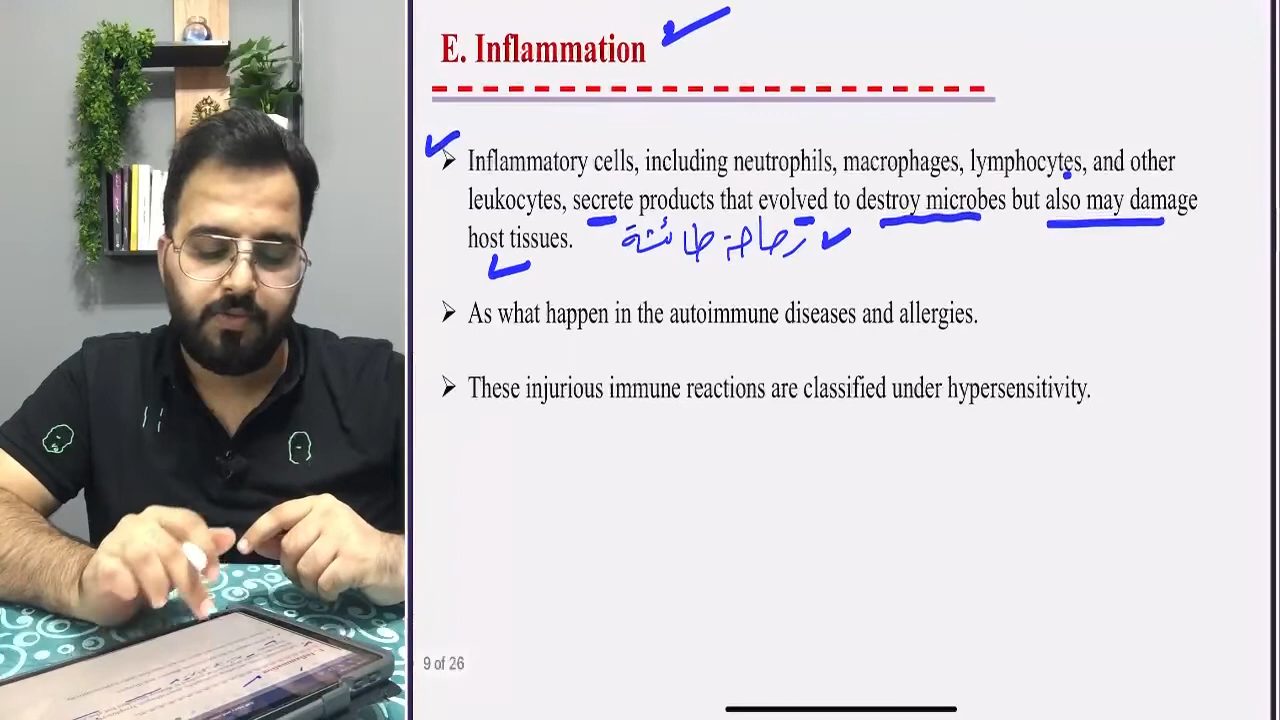 E. Inflammation
Inflammatory cells, including neutrophils, macrophages, lymphocytes, and other
leukocytes, secrete products that evolved to destroy microbes but also may damage
host tissues.
رصاصة طائشة
As what happen in the autoimmune diseases and allergies.
These injurious immune reactions are classified under hypersensitivity.
9 of 26